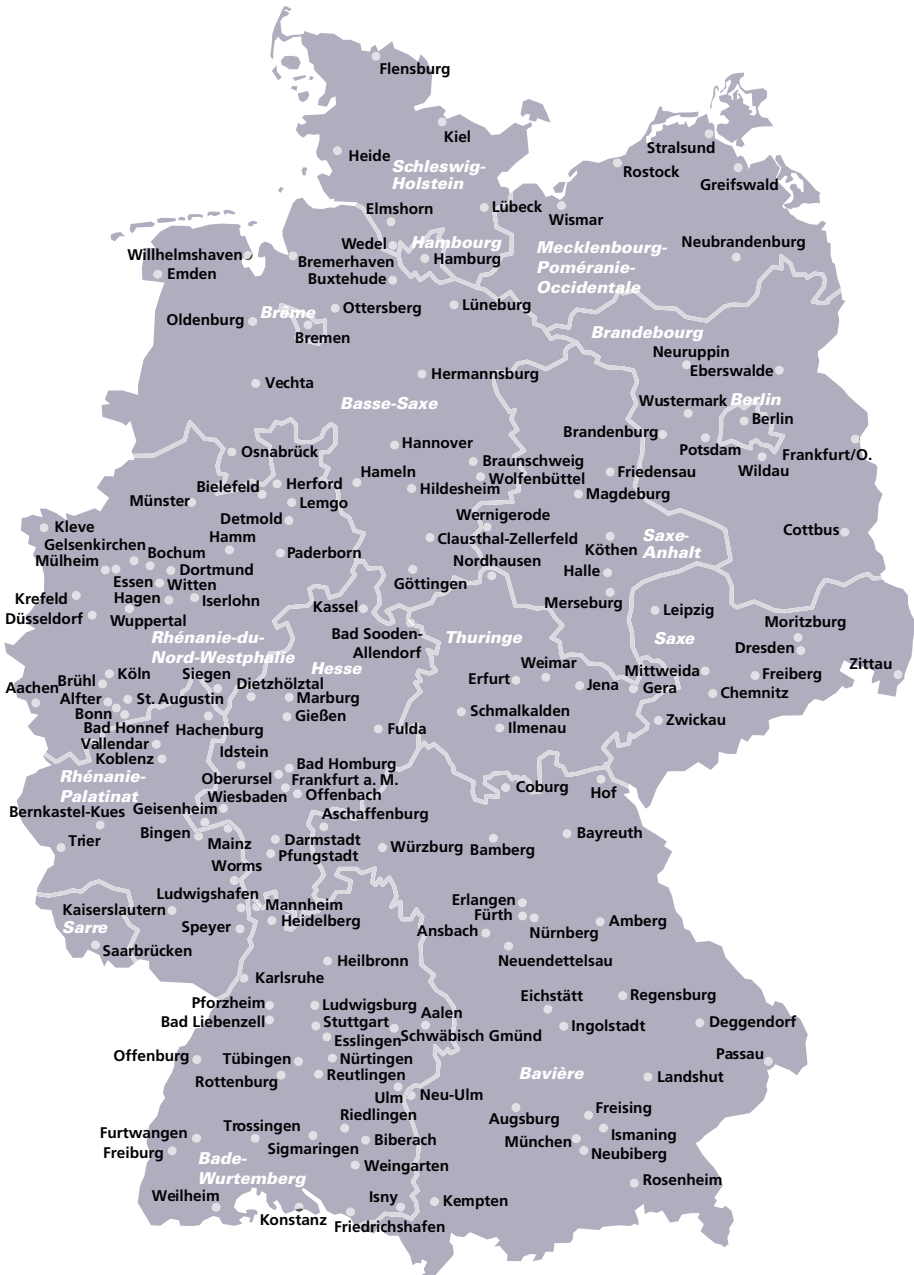 Flensburg
Kiel
Heide
Schleswig-
Holstein
Stralsund
Rostock
Greifswald
Elmshorn
Lübeck
Wismar
Wedel
Hambourg
Hamburg
Mecklenbourg-
Poméranie-
Occidentale
Neubrandenburg
Willhelmshaven
Bremerhaven
Emden
Buxtehude
Oldenburg
Brême
Bremen
Ottersberg
Lüneburg
Brandebourg
Neuruppin
Eberswalde
Vechta
Hermannsburg
Basse-Saxe
Wustermark
Berlin
Berlin
Brandenburg
Potsdam
Frankfurt/O.
Wildau
Osnabrück
Hannover
Braunschweig
Wolfenbüttel
Friedensau
Magdeburg
Bielefeld
Herford
Hameln
Hildesheim
Münster
Lemgo
Detmold
Hamm
Paderborn
Wernigerode
Clausthal-Zellerfeld
Nordhausen
Köthen
Saxe-
Anhalt
Cottbus
Kleve
Gelsenkirchen
Bochum
Mülheim
Dortmund
Essen
Witten
Krefeld
Hagen
Iserlohn
Düsseldorf
Wuppertal
Göttingen
Halle
Merseburg
Leipzig
Kassel
Rhénanie-du-
Nord-Westphalie
Bad Sooden-
Allendorf
Hesse
Thuringe
Saxe
Moritzburg
Dresden
Zittau
Weimar
Erfurt
Jena
Mittweida
Gera
Freiberg
Chemnitz
Zwickau
Aachen
Brühl
Köln
Alfter
St. Augustin
Bonn
Bad Honnef
Siegen
Dietzhölztal
Marburg
Gießen
Hachenburg
Vallendar
Koblenz
Fulda
Schmalkalden
Ilmenau
Rhénanie-
Palatinat
Idstein
Bad Homburg
Oberursel
Frankfurt a. M.
Wiesbaden
Offenbach
Coburg
Hof
Bernkastel-Kues
Geisenheim
Aschaffenburg
Trier
Bingen
Mainz
Darmstadt
Pfungstadt
Würzburg
Bamberg
Bayreuth
Worms
Ludwigshafen
Kaiserslautern
Mannheim
Heidelberg
Sarre
Speyer
Saarbrücken
Erlangen
Fürth
Ansbach
Nürnberg
Amberg
Neuendettelsau
Heilbronn
Karlsruhe
Pforzheim
Bad Liebenzell
Ludwigsburg
Stuttgart
Esslingen
Aalen
Schwäbisch Gmünd
Eichstätt
Regensburg
Ingolstadt
Deggendorf
Passau
Offenburg
Tübingen
Nürtingen
Rottenburg
Reutlingen
Bavière
Landshut
Ulm
Neu-Ulm
Riedlingen
Augsburg
Freising
Furtwangen
Trossingen
Freiburg
Sigmaringen
Biberach
München
Ismaning
Neubiberg
Bade-
Wurtemberg
Weingarten
Weilheim
Isny
Kempten
Rosenheim
Konstanz
Friedrichshafen